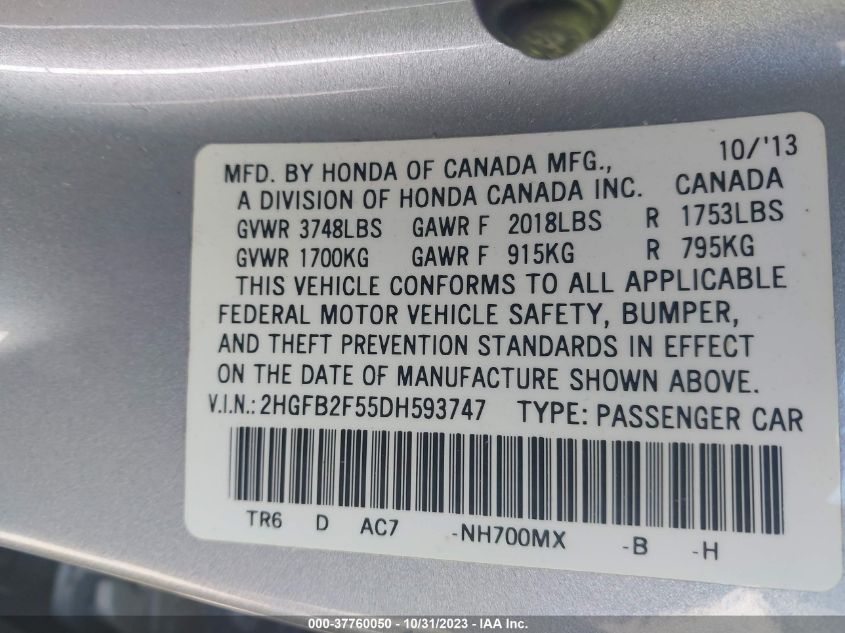 MFD. BY HONDA OF CANADA MFG., 10/'13
A DIVISION OF HONDA CANADA INC. CANADA
GVWR 3748LBS GAWR F 2018LBS R 1753LBS
GVWR 1700KG GAWR F 915KG R 795KG
THIS VEHICLE CONFORMS TO ALL APPLICABLE
FEDERAL MOTOR VEHICLE SAFETY, BUMPER,
AND THEFT PREVENTION STANDARDS IN EFFECT
ON THE DATE OF MANUFACTURE SHOWN ABOVE.
V.I.N.: 2HGFB2F55DH593747 TYPE: PASSENGER CAR
TR6 D AC7 -NH700MX -B -H
000-37760050 - 10/31/2023 - IAA Inc.